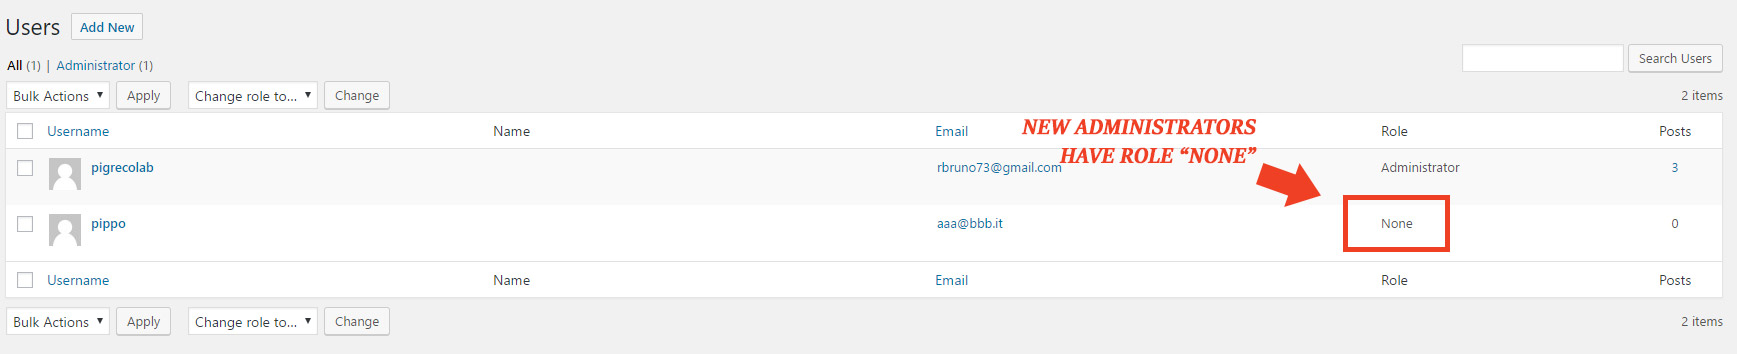 Users Add New
All (1) | Administrator (1)
Search Users
Bulk Actions Apply Change role to... Change 2 items
Username Name Email Role Posts
NEW ADMINISTRATORS
HAVE ROLE “NONE”
pigrecolab rbruno73@gmail.com Administrator 3
pippo aaa@bbb.it None 0
Username Name Email Role Posts
Bulk Actions Apply Change role to... Change 2 items